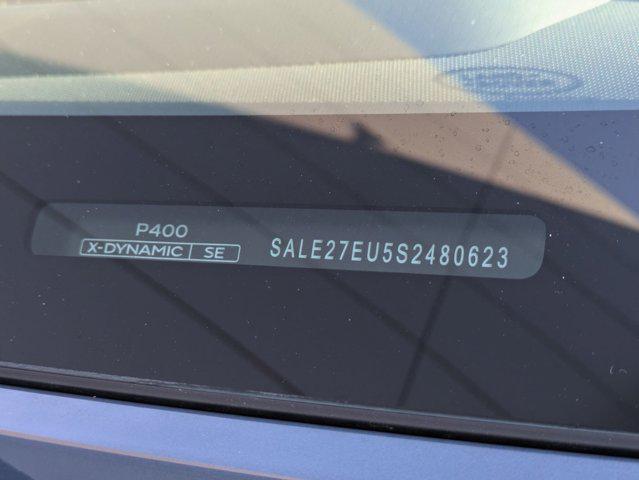 P400
X-DYNAMIC SE
SALE27EU5S2480623